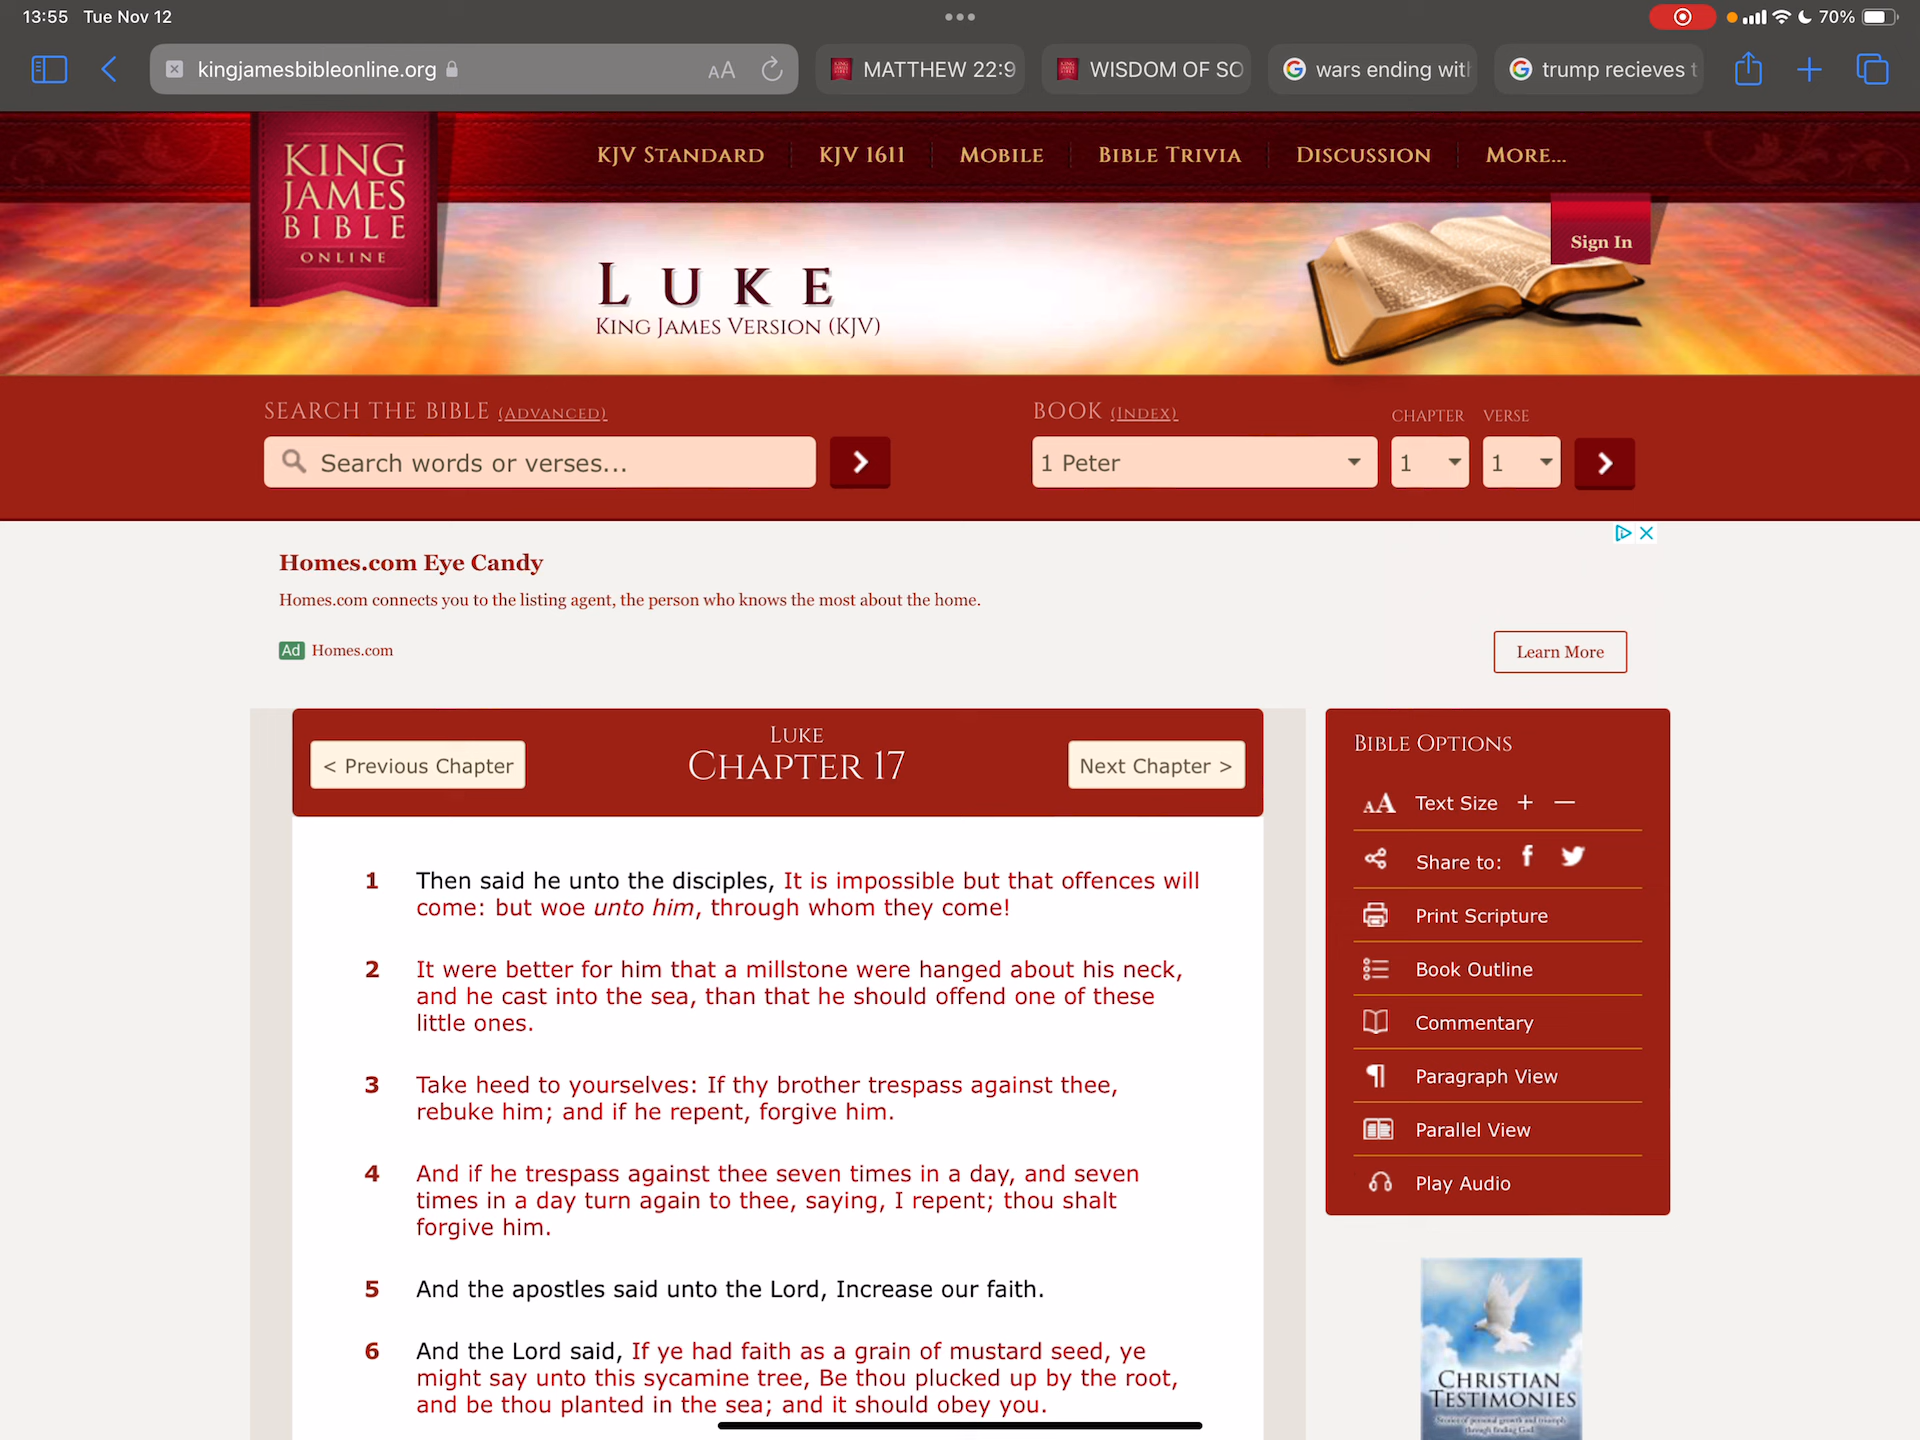 13:55 Tue Nov 12
70%
kingjamesbibleonline.org
AA
MATTHEW 22:9
WISDOM OF SO
wars ending with
trump recieves t
KING
JAMES
BIBLE
ONLINE
KJV STANDARD
KJV 1611
MOBILE
BIBLE TRIVIA
DISCUSSION
MORE...
Sign In
LUKE
KING JAMES VERSION (KJV)
SEARCH THE BIBLE (ADVANCED)
Search words or verses...
BOOK (INDEX)
CHAPTER
VERSE
1 Peter
1
1
Homes.com Eye Candy
Homes.com connects you to the listing agent, the person who knows the most about the home.
Ad Homes.com
Learn More
< Previous Chapter
LUKE
CHAPTER 17
Next Chapter >
1 Then said he unto the disciples, It is impossible but that offences will
come: but woe unto him, through whom they come!
2 It were better for him that a millstone were hanged about his neck,
and he cast into the sea, than that he should offend one of these
little ones.
3 Take heed to yourselves: If thy brother trespass against thee,
rebuke him; and if he repent, forgive him.
4 And if he trespass against thee seven times in a day, and seven
times in a day turn again to thee, saying, I repent; thou shalt
forgive him.
5 And the apostles said unto the Lord, Increase our faith.
6 And the Lord said, If ye had faith as a grain of mustard seed, ye
might say unto this sycamine tree, Be thou plucked up by the root,
and be thou planted in the sea; and it should obey you.
BIBLE OPTIONS
AA Text Size + —
Share to:
Print Scripture
Book Outline
Commentary
Paragraph View
Parallel View
Play Audio
CHRISTIAN
TESTIMONIES
Stories of personal growth and triumph
through finding God